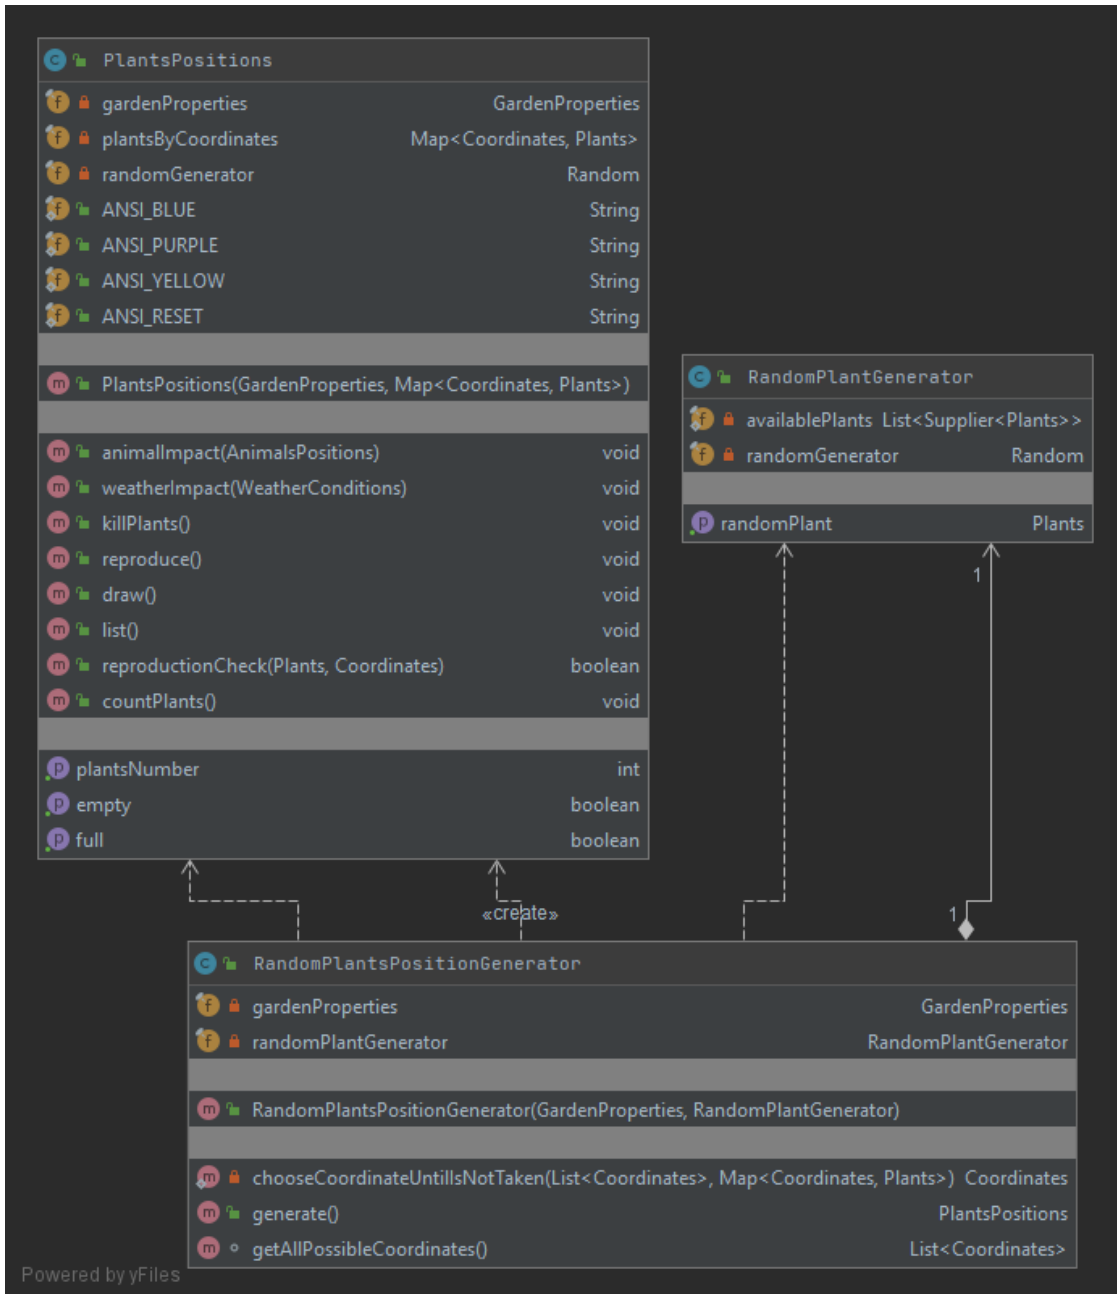 PlantsPositions
gardenProperties GardenProperties
plantsByCoordinates Map<Coordinates, Plants>
randomGenerator Random
ANSI_BLUE String
ANSI_PURPLE String
ANSI_YELLOW String
ANSI_RESET String
PlantsPositions(GardenProperties, Map<Coordinates, Plants>)
animalImpact(AnimalsPositions) void
weatherImpact(WeatherConditions) void
killPlants() void
reproduce() void
draw() void
list() void
reproductionCheck(Plants, Coordinates) boolean
countPlants() void
plantsNumber int
empty boolean
full boolean
RandomPlantGenerator
availablePlants List<Supplier<Plants>>
randomGenerator Random
randomPlant Plants
1
«create»
1
RandomPlantsPositionGenerator
gardenProperties GardenProperties
randomPlantGenerator RandomPlantGenerator
RandomPlantsPositionGenerator(GardenProperties, RandomPlantGenerator)
chooseCoordinateUntilIsNotTaken(List<Coordinates>, Map<Coordinates, Plants>) Coordinates
generate() PlantsPositions
getAllPossibleCoordinates() List<Coordinates>
Powered by yFiles